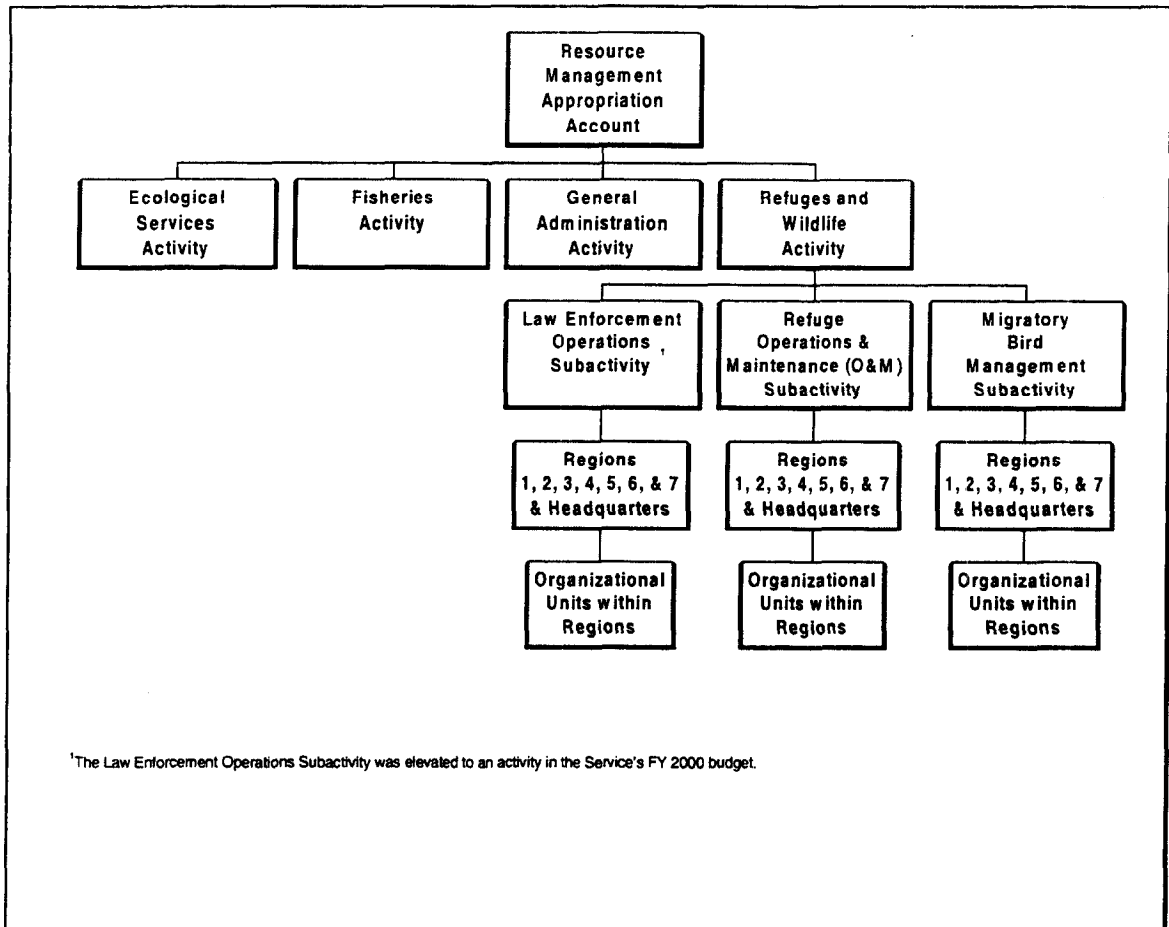 Resource
Management
Appropriation
Account
Ecological
Services
Activity
Fisheries
Activity
General
Administration
Activity
Refuges and
Wildlife
Activity
Law Enforcement
Operations
Subactivity 1
Refuge
Operations &
Maintenance (O&M)
Subactivity
Migratory
Bird
Management
Subactivity
Regions
1, 2, 3, 4, 5, 6, & 7
& Headquarters
Regions
1, 2, 3, 4, 5, 6, & 7
& Headquarters
Regions
1, 2, 3, 4, 5, 6, & 7
& Headquarters
Organizational
Units within
Regions
Organizational
Units within
Regions
Organizational
Units within
Regions
1The Law Enforcement Operations Subactivity was elevated to an activity in the Service's FY 2000 budget.